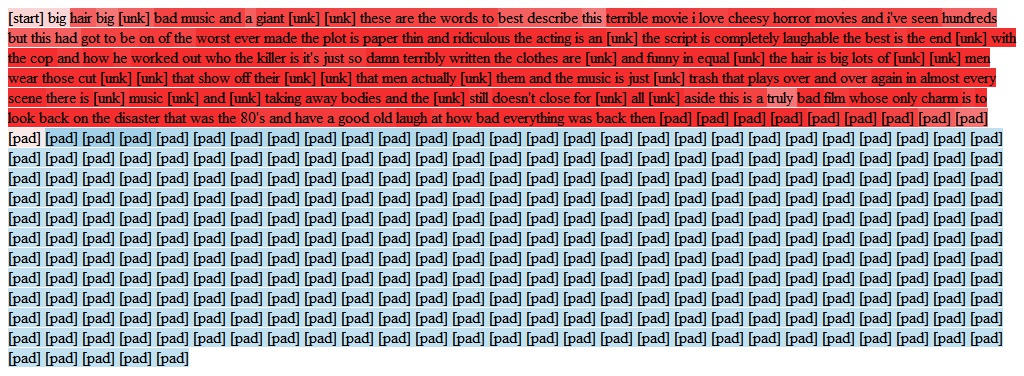 [start] big hair big [unk] bad music and a giant [unk] [unk] these are the words to best describe this terrible movie i love cheesy horror movies and i've seen hundreds
but this had got to be on of the worst ever made the plot is paper thin and ridiculous the acting is an [unk] the script is completely laughable the best is the end [unk] with
the cop and how he worked out who the killer is it's just so damn terribly written the clothes are [unk] and funny in equal [unk] the hair is big lots of [unk] [unk] men
wear those cut [unk] [unk] that show off their [unk] [unk] that men actually [unk] them and the music is just [unk] trash that plays over and over again in almost every
scene there is [unk] music [unk] and [unk] taking away bodies and the [unk] still doesn't close for [unk] all [unk] aside this is a truly bad film whose only charm is to
look back on the disaster that was the 80's and have a good old laugh at how bad everything was back then [pad] [pad] [pad] [pad] [pad] [pad] [pad] [pad] [pad]
[pad] [pad] [pad] [pad] [pad] [pad] [pad] [pad] [pad] [pad] [pad] [pad] [pad] [pad] [pad] [pad] [pad] [pad] [pad] [pad] [pad] [pad] [pad] [pad] [pad] [pad] [pad]
[pad] [pad] [pad] [pad] [pad] [pad] [pad] [pad] [pad] [pad] [pad] [pad] [pad] [pad] [pad] [pad] [pad] [pad] [pad] [pad] [pad] [pad] [pad] [pad] [pad] [pad] [pad]
[pad] [pad] [pad] [pad] [pad] [pad] [pad] [pad] [pad] [pad] [pad] [pad] [pad] [pad] [pad] [pad] [pad] [pad] [pad] [pad] [pad] [pad] [pad] [pad] [pad] [pad] [pad]
[pad] [pad] [pad] [pad] [pad] [pad] [pad] [pad] [pad] [pad] [pad] [pad] [pad] [pad] [pad] [pad] [pad] [pad] [pad] [pad] [pad] [pad] [pad] [pad] [pad] [pad] [pad]
[pad] [pad] [pad] [pad] [pad] [pad] [pad] [pad] [pad] [pad] [pad] [pad] [pad] [pad] [pad] [pad] [pad] [pad] [pad] [pad] [pad] [pad] [pad] [pad] [pad] [pad] [pad]
[pad] [pad] [pad] [pad] [pad] [pad] [pad] [pad] [pad] [pad] [pad] [pad] [pad] [pad] [pad] [pad] [pad] [pad] [pad] [pad] [pad] [pad] [pad] [pad] [pad] [pad] [pad]
[pad] [pad] [pad] [pad] [pad] [pad] [pad] [pad] [pad] [pad] [pad] [pad] [pad] [pad] [pad] [pad] [pad] [pad] [pad] [pad] [pad] [pad] [pad] [pad] [pad] [pad] [pad]
[pad] [pad] [pad] [pad] [pad] [pad] [pad] [pad] [pad] [pad] [pad] [pad] [pad] [pad] [pad] [pad] [pad] [pad] [pad] [pad] [pad] [pad] [pad] [pad] [pad] [pad] [pad]
[pad] [pad] [pad] [pad] [pad] [pad] [pad] [pad] [pad] [pad] [pad] [pad] [pad] [pad] [pad] [pad] [pad] [pad] [pad] [pad] [pad] [pad] [pad] [pad] [pad] [pad] [pad]
[pad] [pad] [pad] [pad] [pad] [pad] [pad] [pad] [pad] [pad] [pad] [pad] [pad] [pad] [pad] [pad] [pad] [pad] [pad] [pad] [pad] [pad] [pad] [pad] [pad] [pad] [pad]
[pad] [pad] [pad] [pad] [pad] [pad] [pad] [pad] [pad] [pad] [pad] [pad] [pad] [pad] [pad] [pad] [pad] [pad] [pad] [pad] [pad] [pad] [pad] [pad] [pad] [pad] [pad]
[pad] [pad] [pad] [pad] [pad]